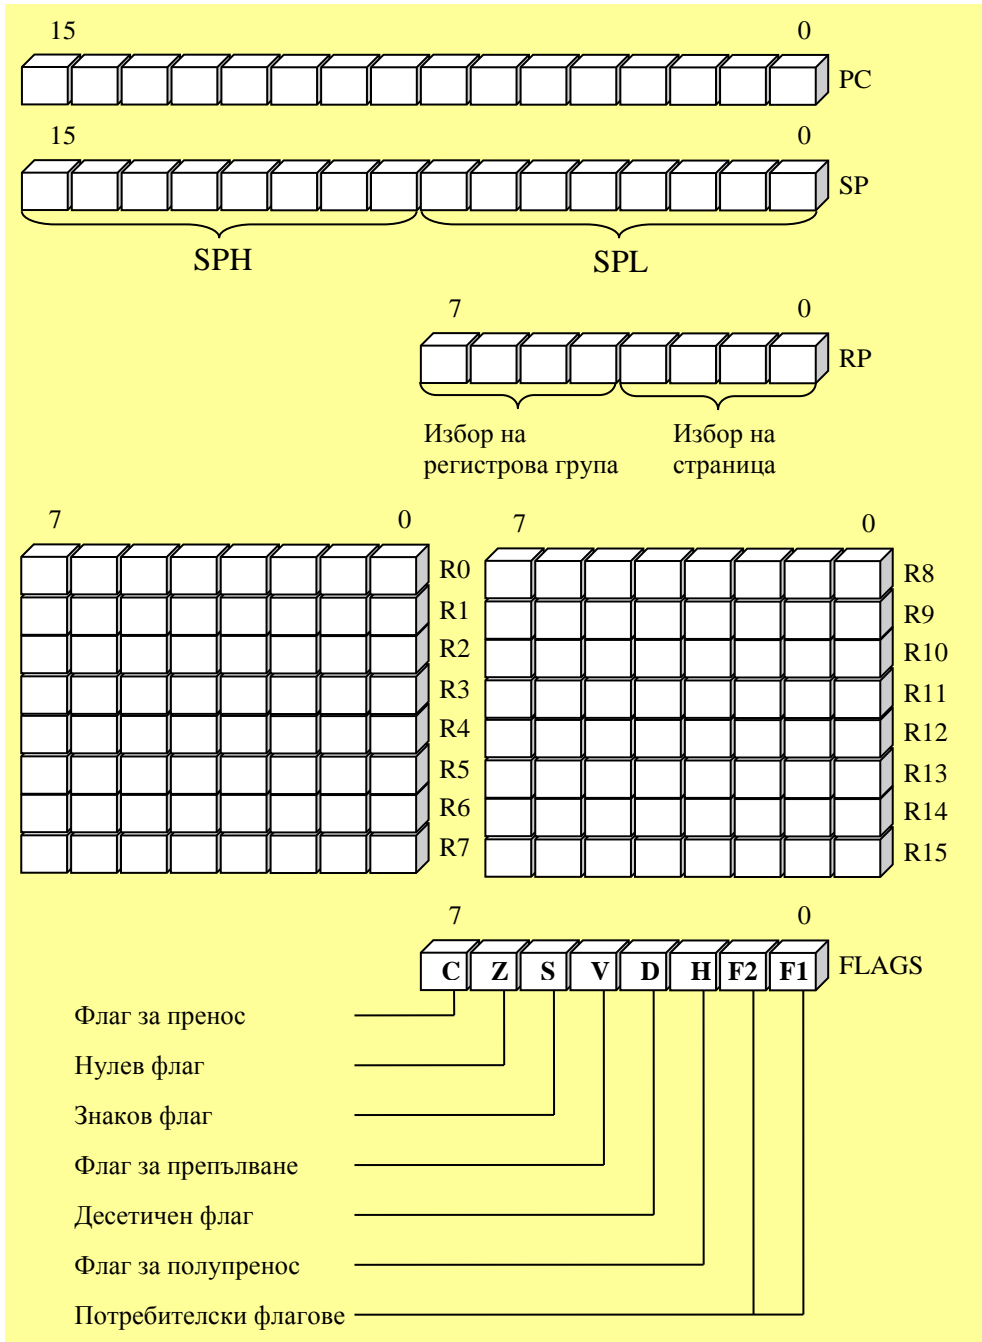 15 0
PC
15 0
SP
SPH SPL
7 0
RP
Избор на регистрова група
Избор на страница
7 0
R0
R1
R2
R3
R4
R5
R6
R7
7 0
R8
R9
R10
R11
R12
R13
R14
R15
7 0
C Z S V D H F2 F1 FLAGS
Флаг за пренос
Нулев флаг
Знаков флаг
Флаг за препълване
Десетичен флаг
Флаг за полупренос
Потребителски флагове